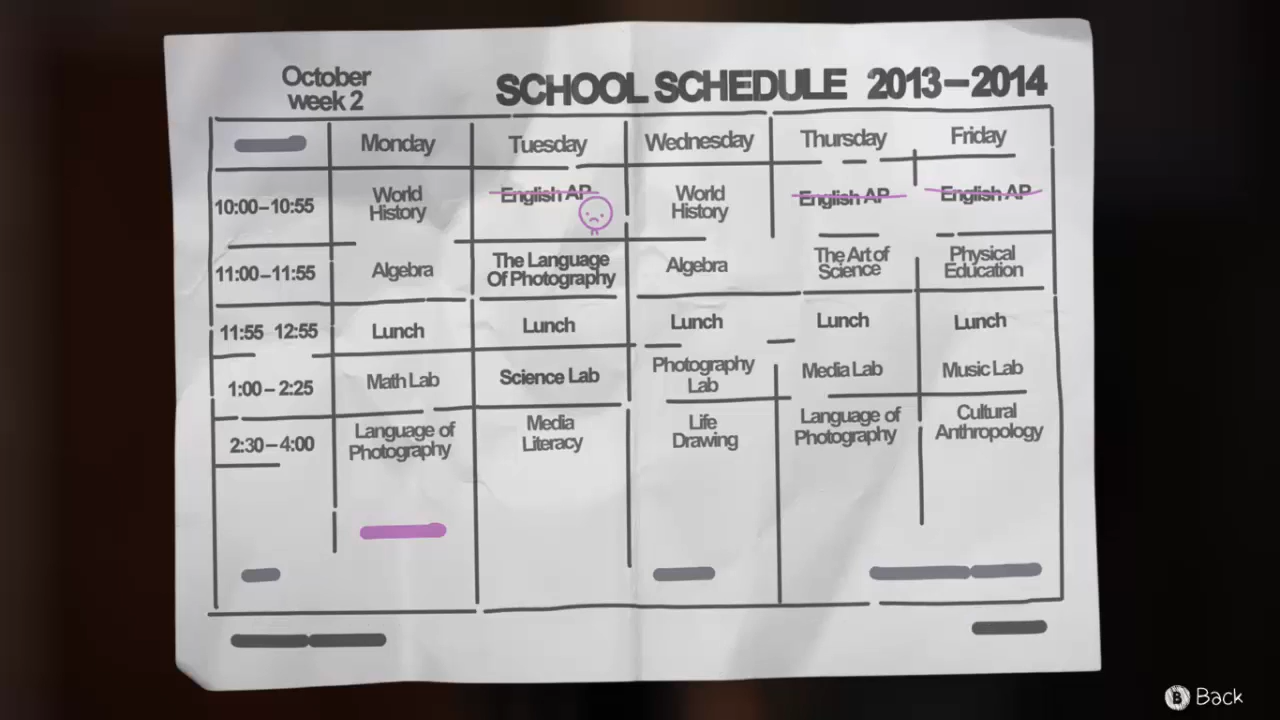 October
week 2
SCHOOL SCHEDULE 2013-2014
Monday Tuesday Wednesday Thursday Friday
10:00-10:55 World History English AP World History English AP English AP
11:00-11:55 Algebra The Language Of Photography Algebra The Art of Science Physical Education
11:55 12:55 Lunch Lunch Lunch Lunch Lunch
1:00-2:25 Math Lab Science Lab Photography Lab Media Lab Music Lab
2:30-4:00 Language of Photography Media Literacy Life Drawing Language of Photography Cultural Anthropology
B Back